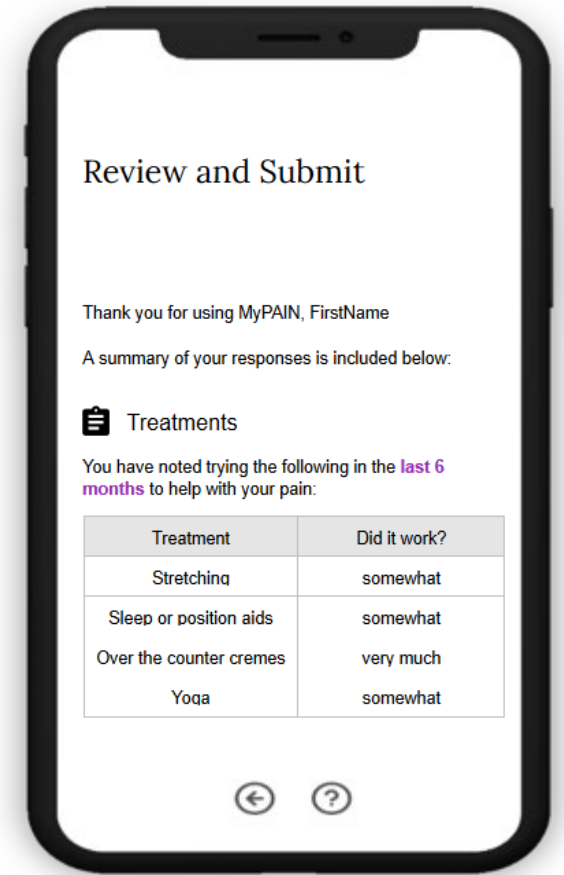 Review and Submit
Thank you for using MyPAIN, FirstName
A summary of your responses is included below:
Treatments
You have noted trying the following in the last 6
months to help with your pain:
Treatment Did it work?
Stretching somewhat
Sleep or position aids somewhat
Over the counter cremes very much
Yoga somewhat
?